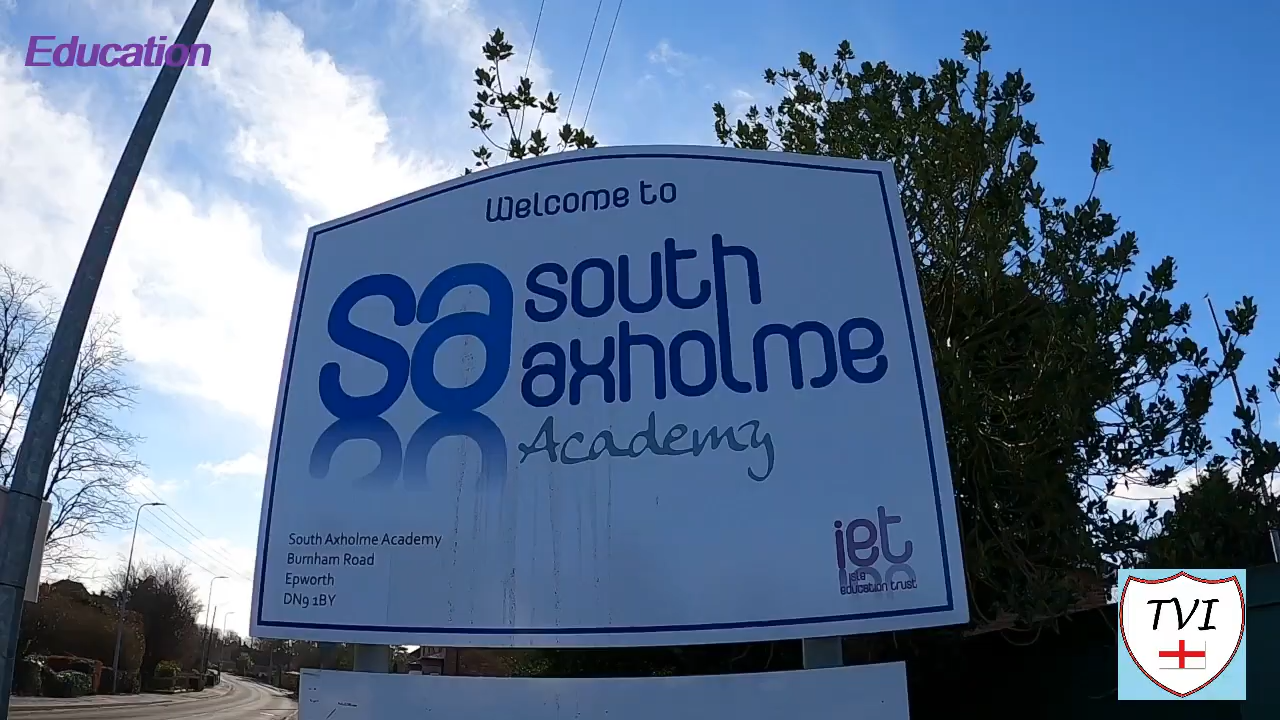 Education
Welcome to
sa south
axholme
Academy
South Axholme Academy
Burnham Road
Epworth
DN9 1BY
iet
isle
education trust
TVI